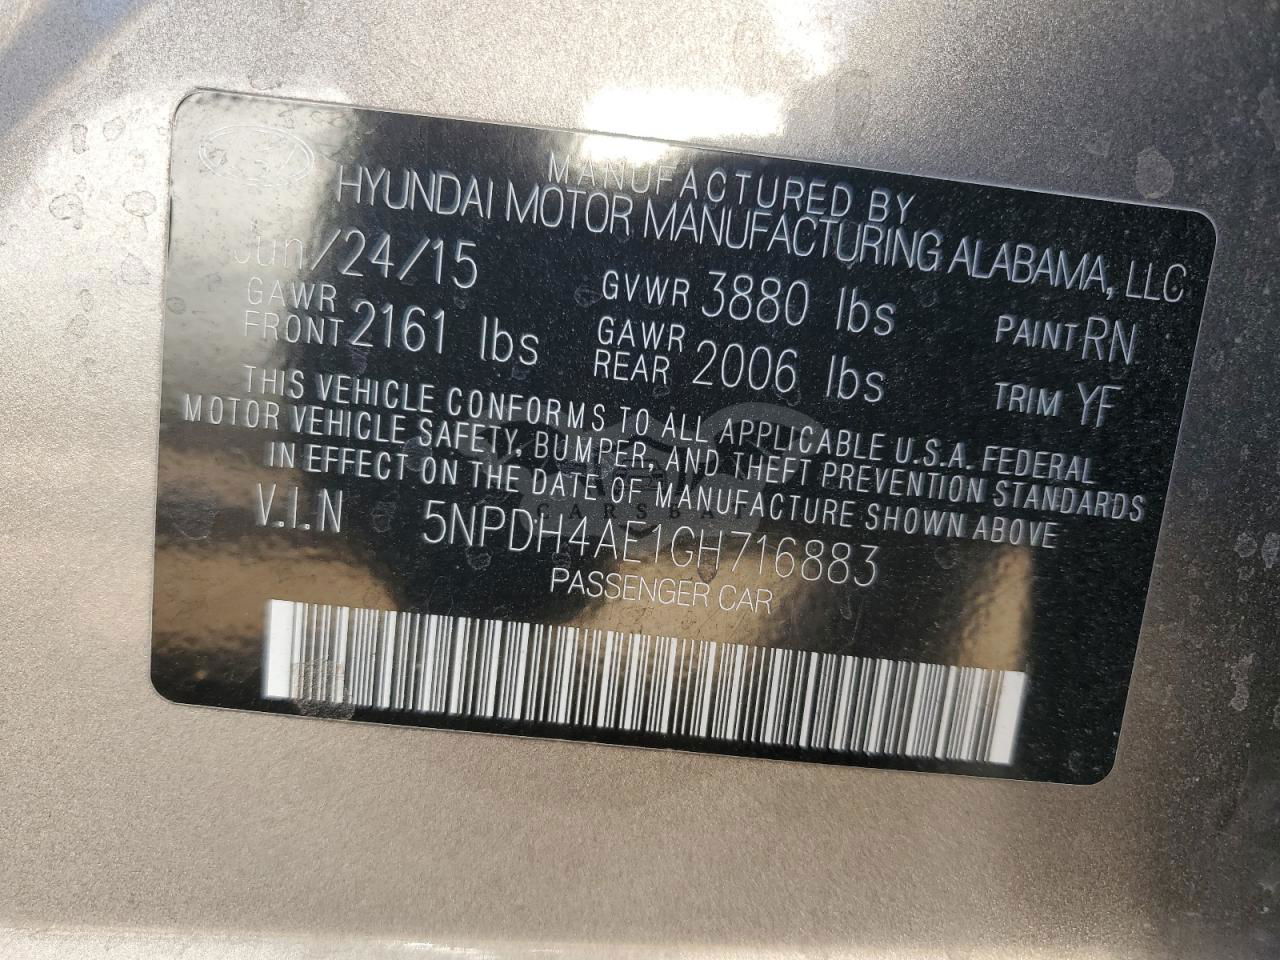 MANUFACTURED BY
HYUNDAI MOTOR MANUFACTURING ALABAMA, LLC
Jun/24/15 GVWR 3880 lbs PAINT RN
GAWR FRONT 2161 lbs GAWR REAR 2006 lbs TRIM YF
THIS VEHICLE CONFORMS TO ALL APPLICABLE U.S.A. FEDERAL
MOTOR VEHICLE SAFETY, BUMPER, AND THEFT PREVENTION STANDARDS
IN EFFECT ON THE DATE OF MANUFACTURE SHOWN ABOVE
V.I.N 5NPDH4AE1GH716883
PASSENGER CAR